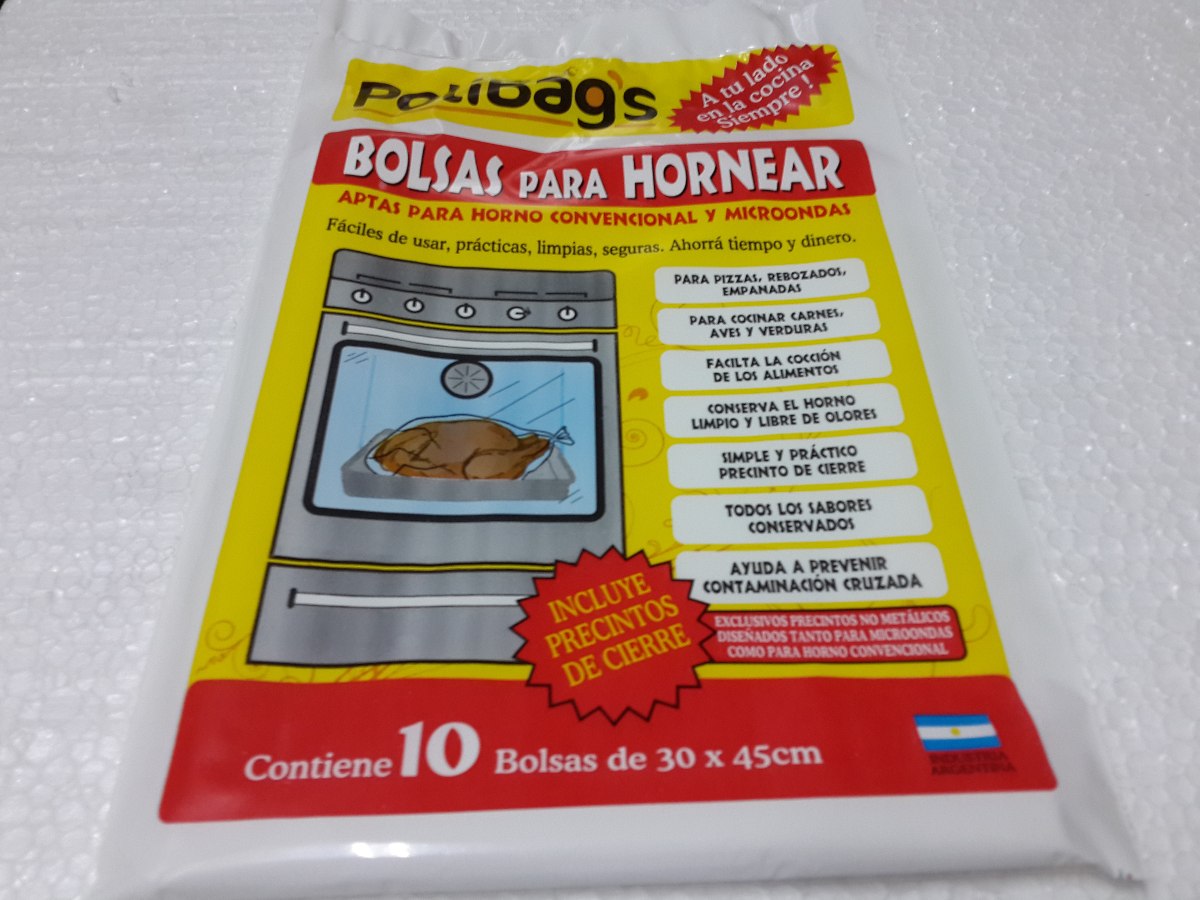 Polibag's
A tu lado
en la cocina
Siempre!
BOLSAS PARA HORNEAR
APTAS PARA HORNO CONVENCIONAL Y MICROONDAS
Fáciles de usar, prácticas, limpias, seguras. Ahorrá tiempo y dinero.
PARA PIZZAS, REBOZADOS,
EMPANADAS
PARA COCINAR CARNES,
AVES Y VERDURAS
FACILTA LA COCCIÓN
DE LOS ALIMENTOS
CONSERVA EL HORNO
LIMPIO Y LIBRE DE OLORES
SIMPLE Y PRÁCTICO
PRECINTO DE CIERRE
TODOS LOS SABORES
CONSERVADOS
AYUDA A PREVENIR
CONTAMINACIÓN CRUZADA
INCLUYE
PRECINTOS
DE CIERRE
EXCLUSIVOS PRECINTOS NO METÁLICOS
DISEÑADOS TANTO PARA MICROONDAS
COMO PARA HORNO CONVENCIONAL
Contiene 10 Bolsas de 30 x 45cm
INDUSTRIA
ARGENTINA